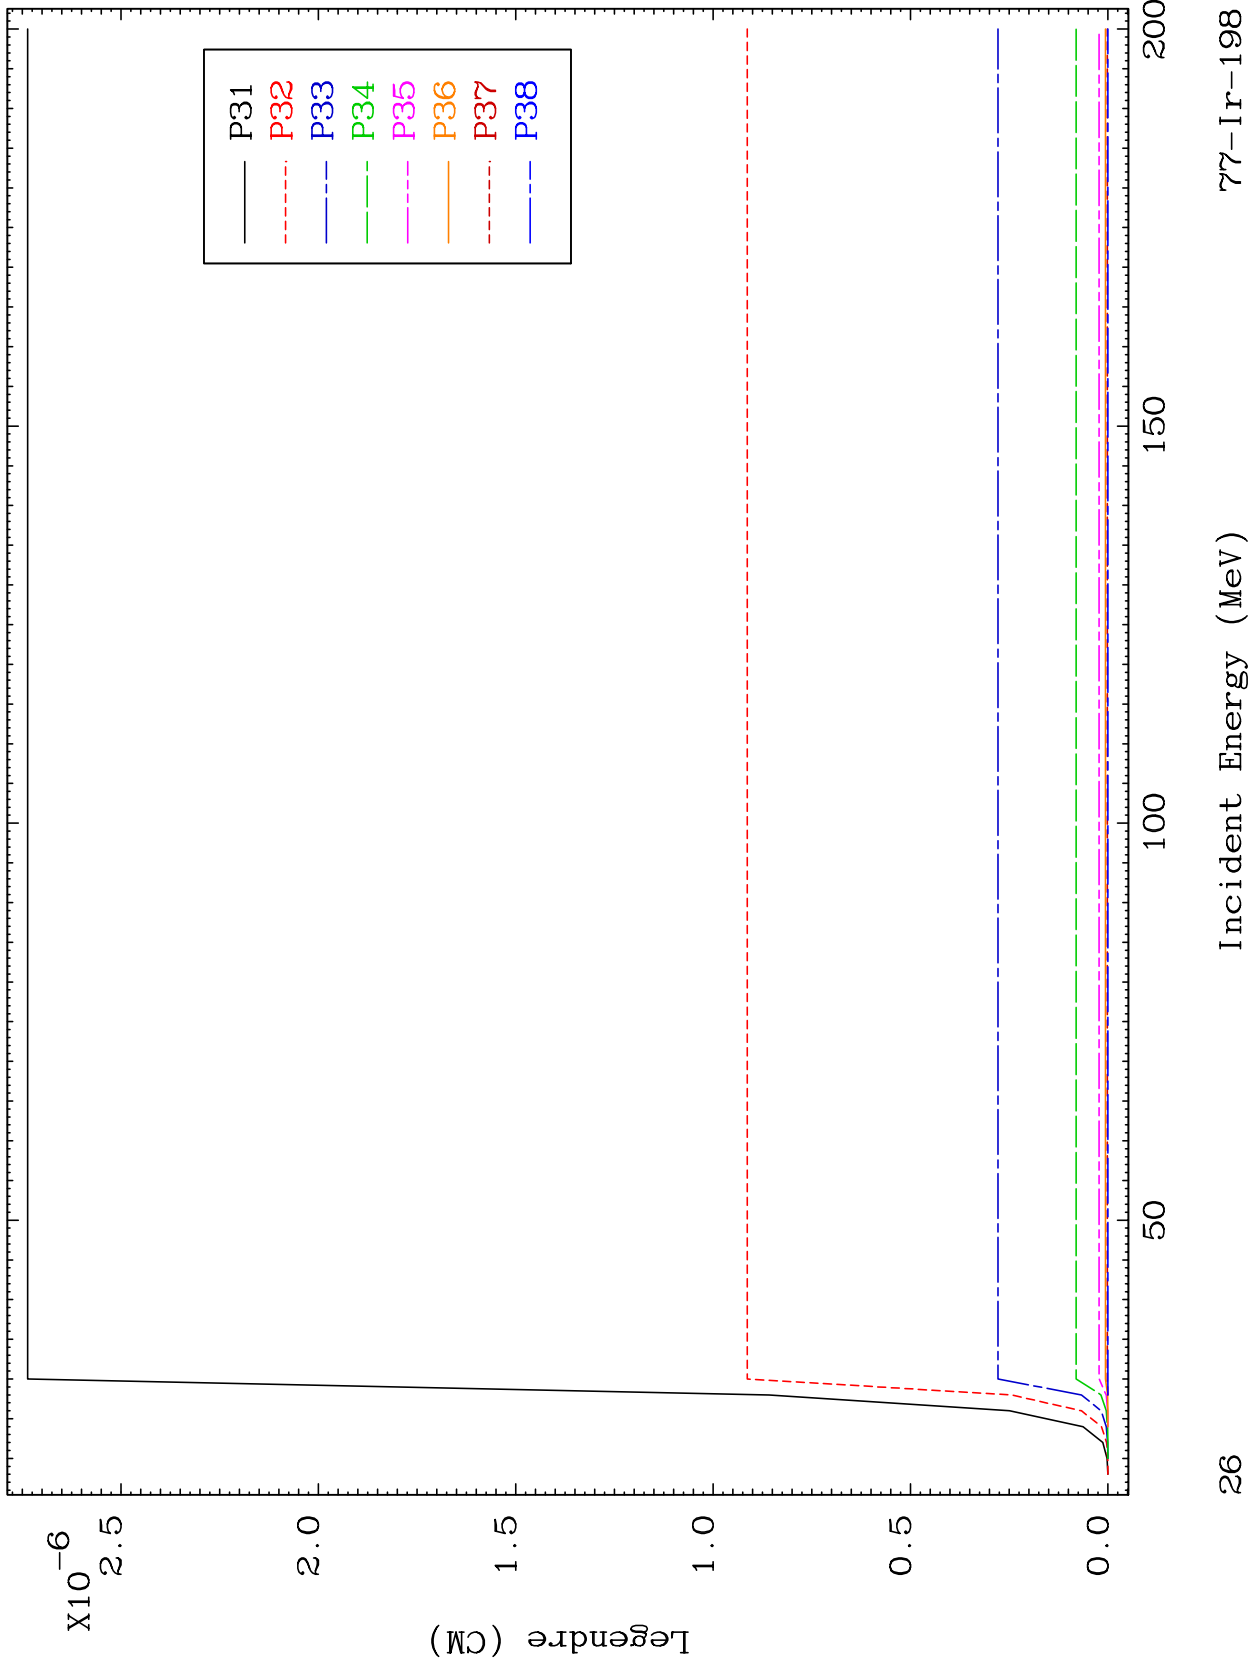 X10-6
2.5
2.0
1.5
1.0
0.5
0.0
Legendre (CM)
P31
P32
P33
P34
P35
P36
P37
P38
50
100
150
200
Incident Energy (MeV)
26
77-Ir-198